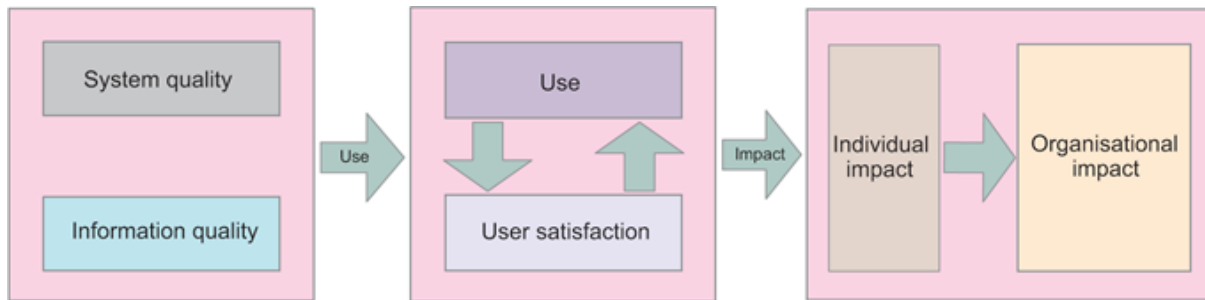 System quality
Information quality
Use
Use
User satisfaction
Impact
Individual
impact
Organisational
impact